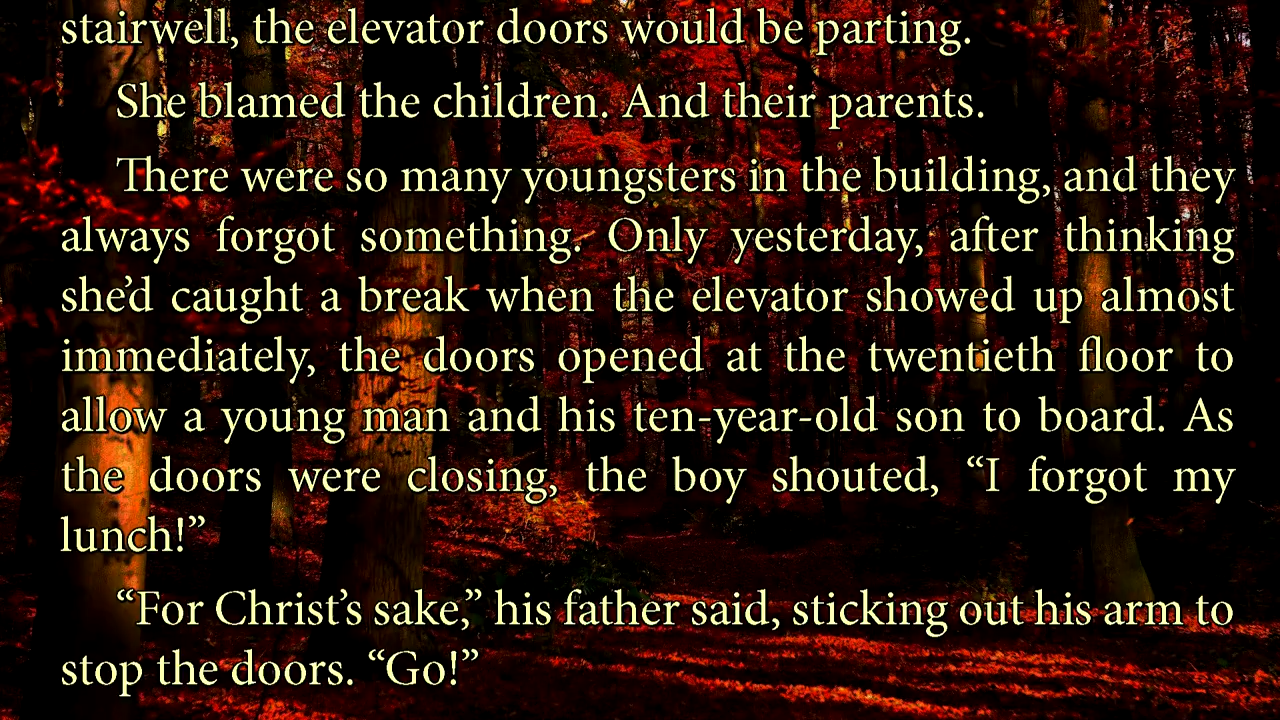 stairwell, the elevator doors would be parting.
She blamed the children. And their parents.
There were so many youngsters in the building, and they
always forgot something. Only yesterday, after thinking
she’d caught a break when the elevator showed up almost
immediately, the doors opened at the twentieth floor to
allow a young man and his ten-year-old son to board. As
the doors were closing, the boy shouted, “I forgot my
lunch!”
“For Christ’s sake,” his father said, sticking out his arm to
stop the doors. “Go!”